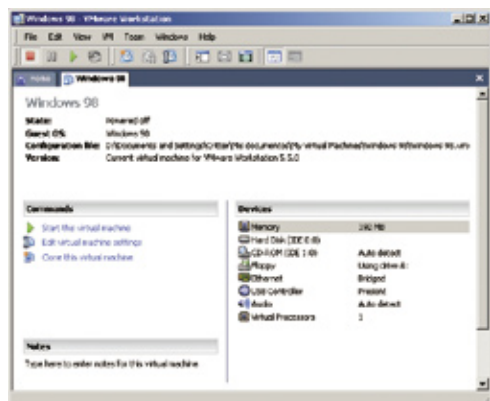 Windows 98 - VMware Workstation
File Edit View VM Team Windows Help
Home Windows 98
Windows 98
State: Powered off
Guest OS: Windows 98
Configuration file:
Version: Current virtual machine for VMware Workstation 5.5.0
Commands
Start this virtual machine
Edit virtual machine settings
Clone this virtual machine
Devices
Memory 192 MB
Hard Disk (IDE 0:0)
CD-ROM (IDE 1:0) Auto detect
Floppy Using drive A:
Ethernet Bridged
USB Controller Present
Audio Auto detect
Virtual Processors 1
Notes
Type here to enter notes for this virtual machine